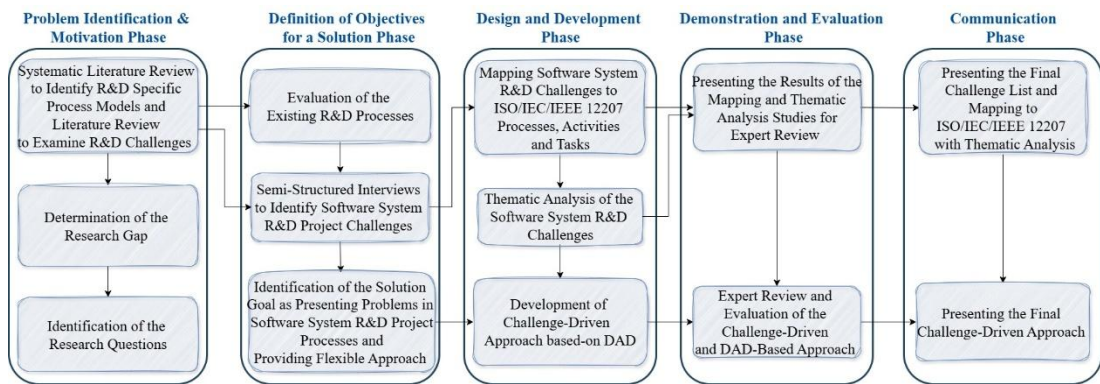 Problem Identification &
Motivation Phase
Systematic Literature Review
to Identify R&D Specific
Process Models and
Literature Review
to Examine R&D Challenges
Determination of the
Research Gap
Identification of the
Research Questions
Definition of Objectives
for a Solution Phase
Evaluation of the
Existing R&D Processes
Semi-Structured Interviews
to Identify Software System
R&D Project Challenges
Identification of the Solution
Goal as Presenting Problems in
Software System R&D Project
Processes and
Providing Flexible Approach
Design and Development
Phase
Mapping Software System
R&D Challenges to
ISO/IEC/IEEE 12207
Processes, Activities
and Tasks
Thematic Analysis of the
Software System R&D
Challenges
Development of
Challenge-Driven
Approach based-on DAD
Demonstration and Evaluation
Phase
Presenting the Results of the
Mapping and Thematic
Analysis Studies for
Expert Review
Expert Review and
Evaluation of the
Challenge-Driven
and DAD-Based Approach
Communication
Phase
Presenting the Final
Challenge List and
Mapping to
ISO/IEC/IEEE 12207
with Thematic Analysis
Presenting the Final
Challenge-Driven Approach